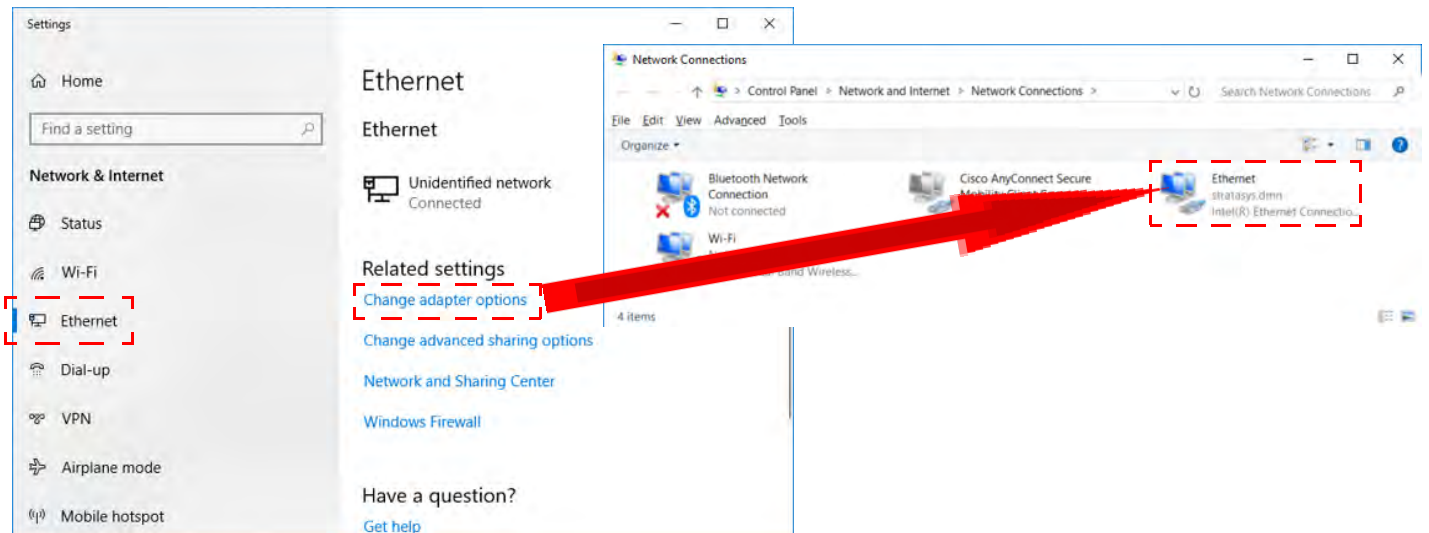 Settings
Home
Find a setting
Network & Internet
Status
Wi-Fi
Ethernet
Dial-up
VPN
Airplane mode
Mobile hotspot
Ethernet
Ethernet
Unidentified network
Connected
Related settings
Change adapter options
Change advanced sharing options
Network and Sharing Center
Windows Firewall
Have a question?
Get help
Network Connections
> Control Panel > Network and Internet > Network Connections >
Search Network Connections
File Edit View Advanced Tools
Organize
Bluetooth Network
Connection
Not connected
Cisco AnyConnect Secure
Mobility Client
Ethernet
stratasys.dmn
Intel(R) Ethernet Connectio...
Wi-Fi
Band Wireless...
4 items